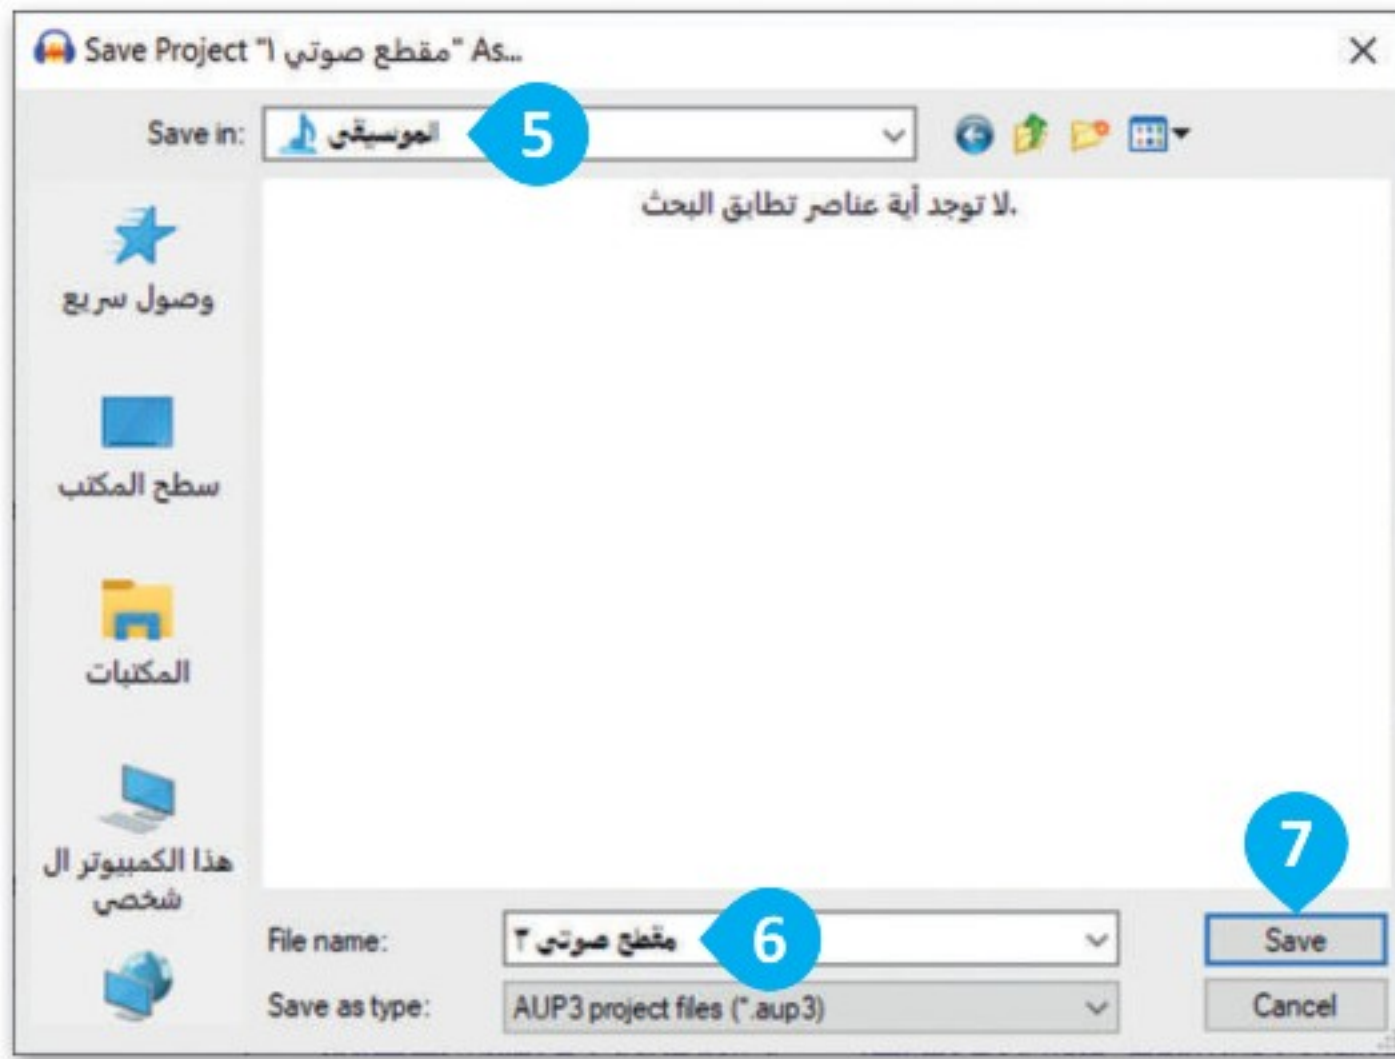 Save Project "مقطع صوتي ١" As...
Save in: الموسيقى
5
لا توجد أية عناصر تطابق البحث.
وصول سريع
سطح المكتب
المكتبات
هذا الكمبيوتر ال
شخصي
7
File name: مقطع صوتي ٢
6
Save
Save as type: AUP3 project files (*.aup3)
Cancel